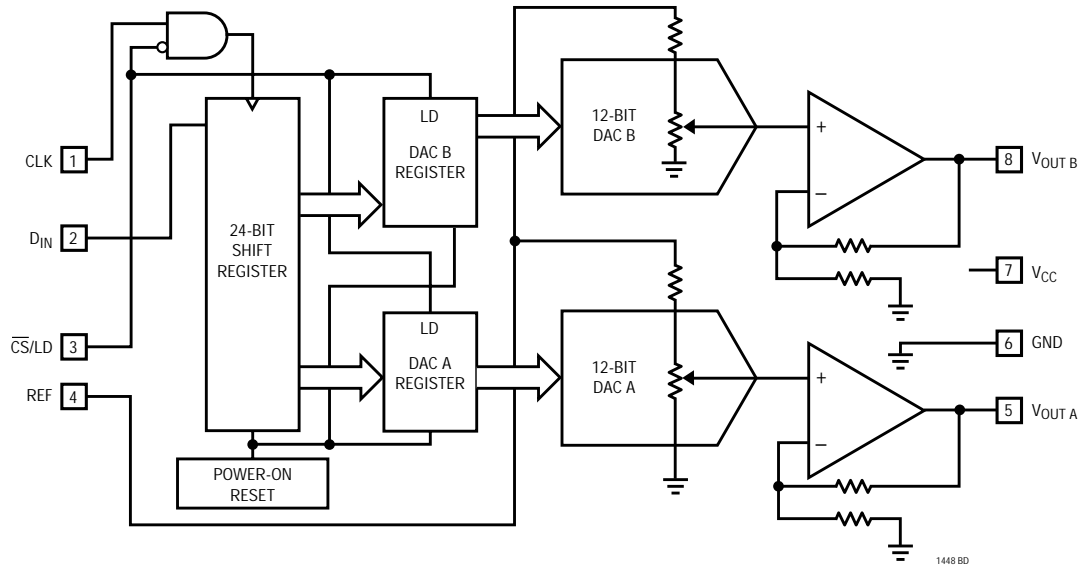 CLK 1
D_IN 2
C̅S̅/LD 3
REF 4
24-BIT
SHIFT
REGISTER
POWER-ON
RESET
LD
DAC B
REGISTER
LD
DAC A
REGISTER
12-BIT
DAC B
12-BIT
DAC A
+
–
+
–
8 V_OUT B
7 V_CC
6 GND
5 V_OUT A
1448 BD